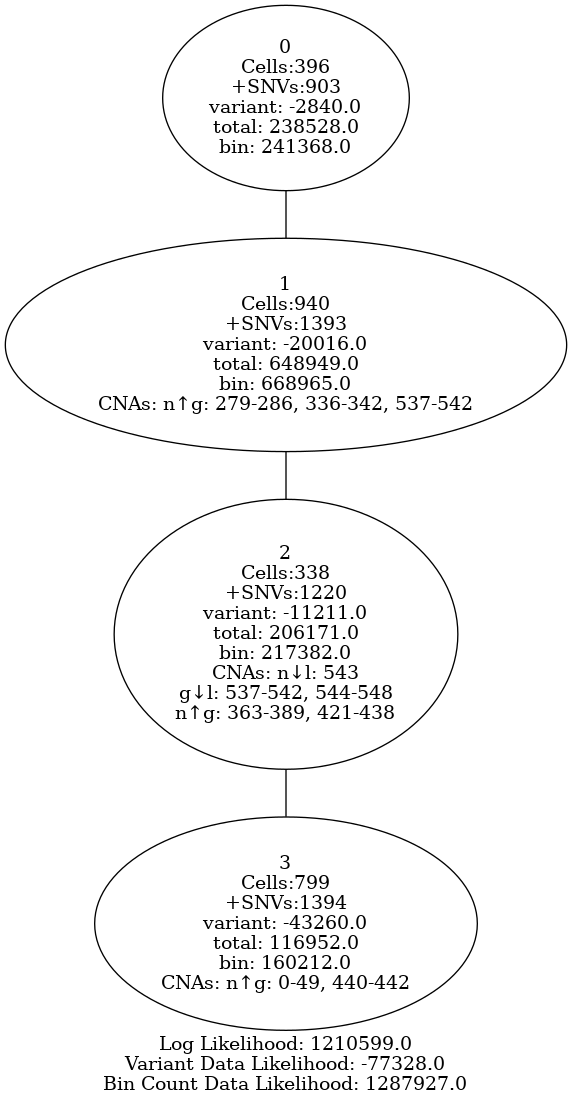 0
Cells:396
+SNVs:903
variant: -2840.0
total: 238528.0
bin: 241368.0
1
Cells:940
+SNVs:1393
variant: -20016.0
total: 648949.0
bin: 668965.0
CNAs: n↑g: 279-286, 336-342, 537-542
2
Cells:338
+SNVs:1220
variant: -11211.0
total: 206171.0
bin: 217382.0
CNAs: n↓l: 543
g↓l: 537-542, 544-548
n↑g: 363-389, 421-438
3
Cells:799
+SNVs:1394
variant: -43260.0
total: 116952.0
bin: 160212.0
CNAs: n↑g: 0-49, 440-442
Log Likelihood: 1210599.0
Variant Data Likelihood: -77328.0
Bin Count Data Likelihood: 1287927.0